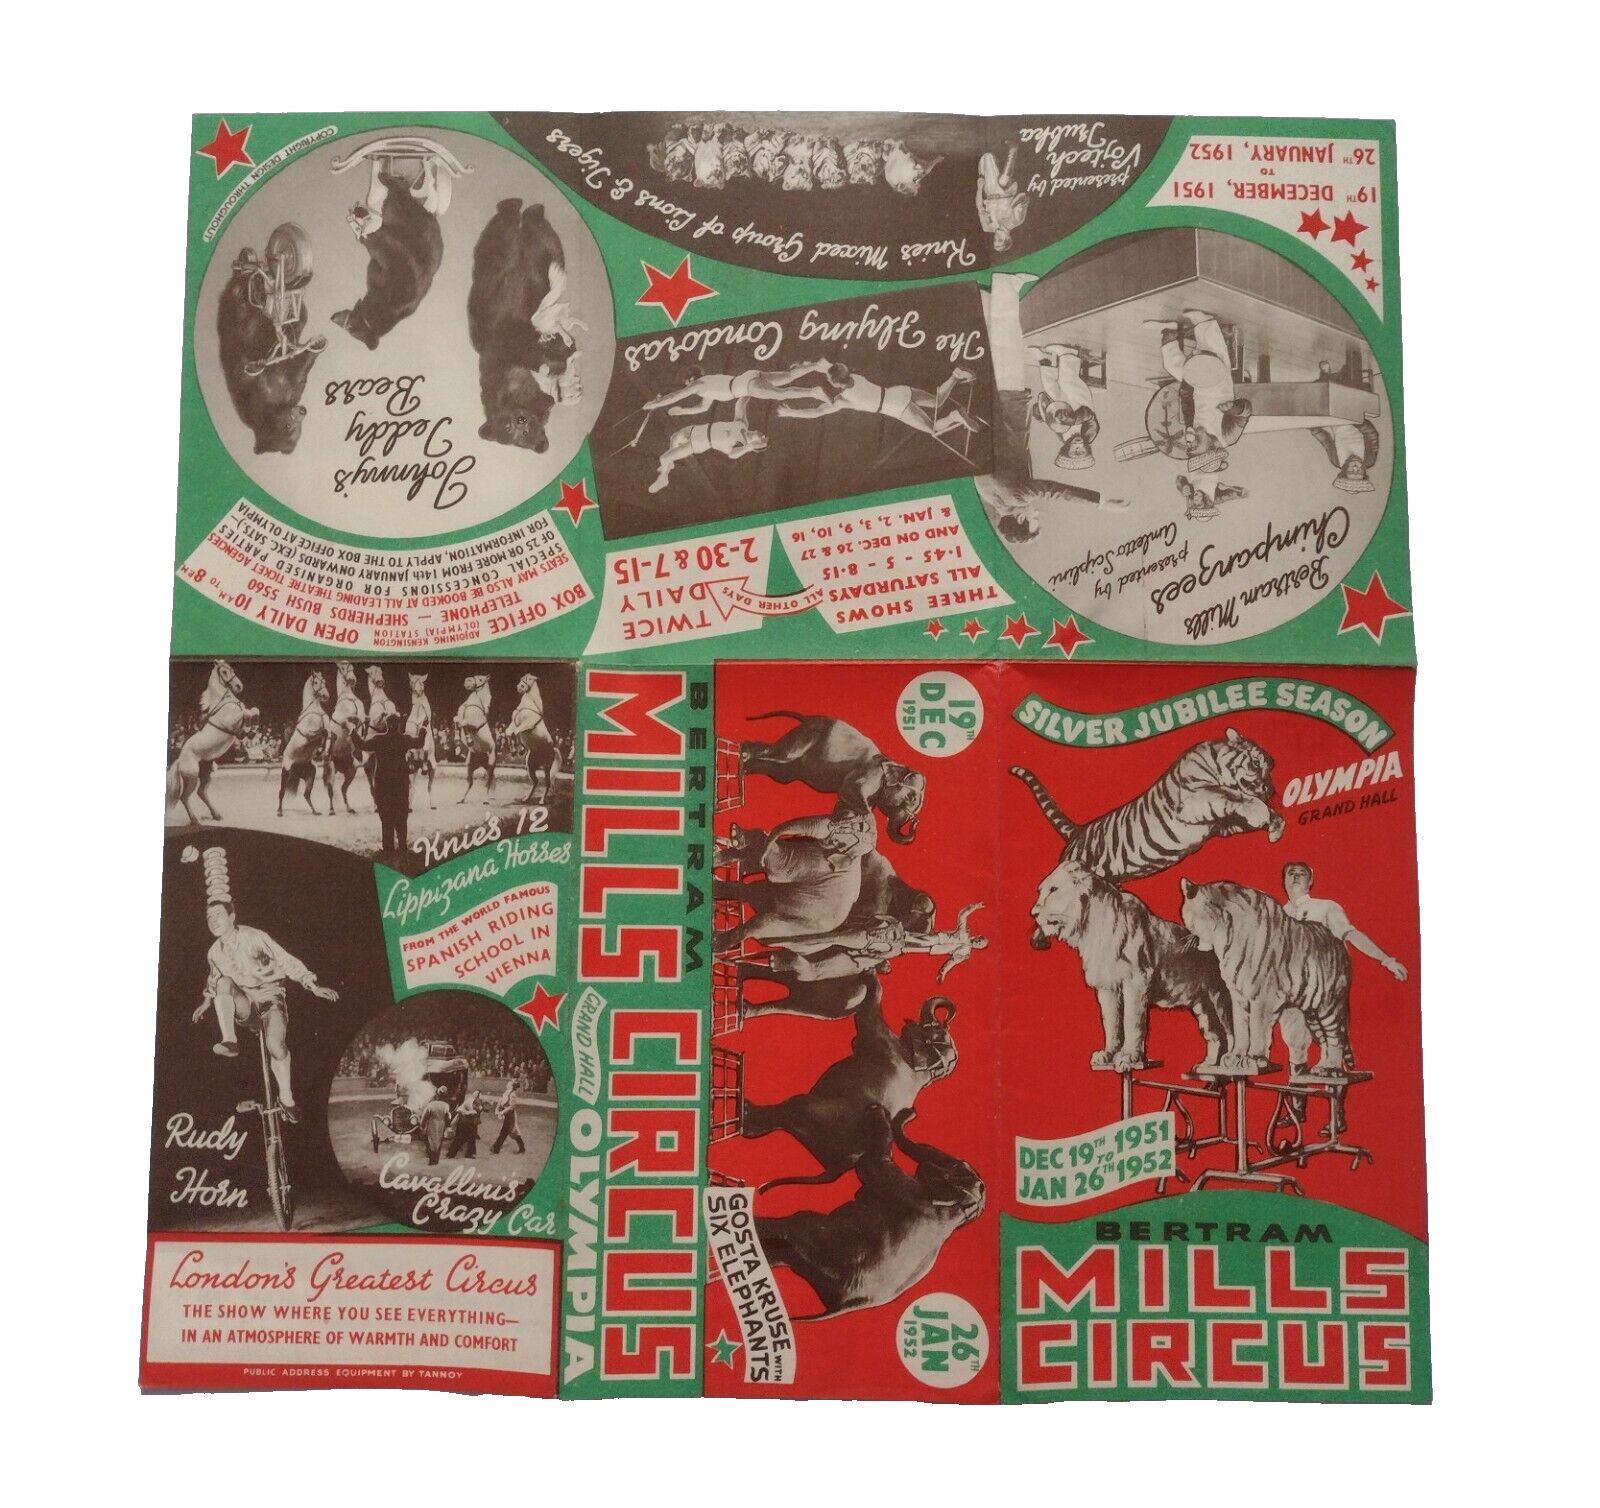 SILVER JUBILEE SEASON
OLYMPIA
GRAND HALL
DEC 19TH 1951
TO
JAN 26TH 1952
BERTRAM
MILLS
CIRCUS
19TH
DEC
1951
GOSTA KRUSE WITH
SIX ELEPHANTS
26TH
JAN
1952
BERTRAM
MILLS CIRCUS
GRAND HALL OLYMPIA
Knie's 12
Lippizana Horses
FROM THE WORLD FAMOUS
SPANISH RIDING
SCHOOL IN
VIENNA
Rudy
Horn
Cavallini's
Crazy Car
London's Greatest Circus
THE SHOW WHERE YOU SEE EVERYTHING—
IN AN ATMOSPHERE OF WARMTH AND COMFORT
PUBLIC ADDRESS EQUIPMENT BY TANNOY
Bertram Mills
Chimpanzees
presented by
THREE SHOWS
ALL SATURDAYS
1-45 - 5 - 8-15
AND ON DEC. 26 & 27
& JAN. 2, 3, 9, 10, 16
ALL OTHER DAYS
TWICE
DAILY
2-30 & 7-15
ADJOINING KENSINGTON
(OLYMPIA) STATION
BOX OFFICE OPEN DAILY 10 AM TO 8 PM
TELEPHONE — SHEPHERDS BUSH 5560
SEATS MAY ALSO BE BOOKED AT ALL LEADING THEATRE TICKET AGENCIES
SPECIAL CONCESSIONS FOR ORGANISED PARTIES
OF 25 OR MORE FROM 14TH JANUARY ONWARDS (EXC. SATS.)—
FOR INFORMATION, APPLY TO THE BOX OFFICE AT OLYMPIA
The Flying Condoras
Johnny's
Teddy
Bears
19TH DECEMBER, 1951
TO
26TH JANUARY, 1952
Knie's Mixed Group of Lions & Tigers
presented by
Vojtech
Trubka
COPYRIGHT DESIGN THROUGHOUT